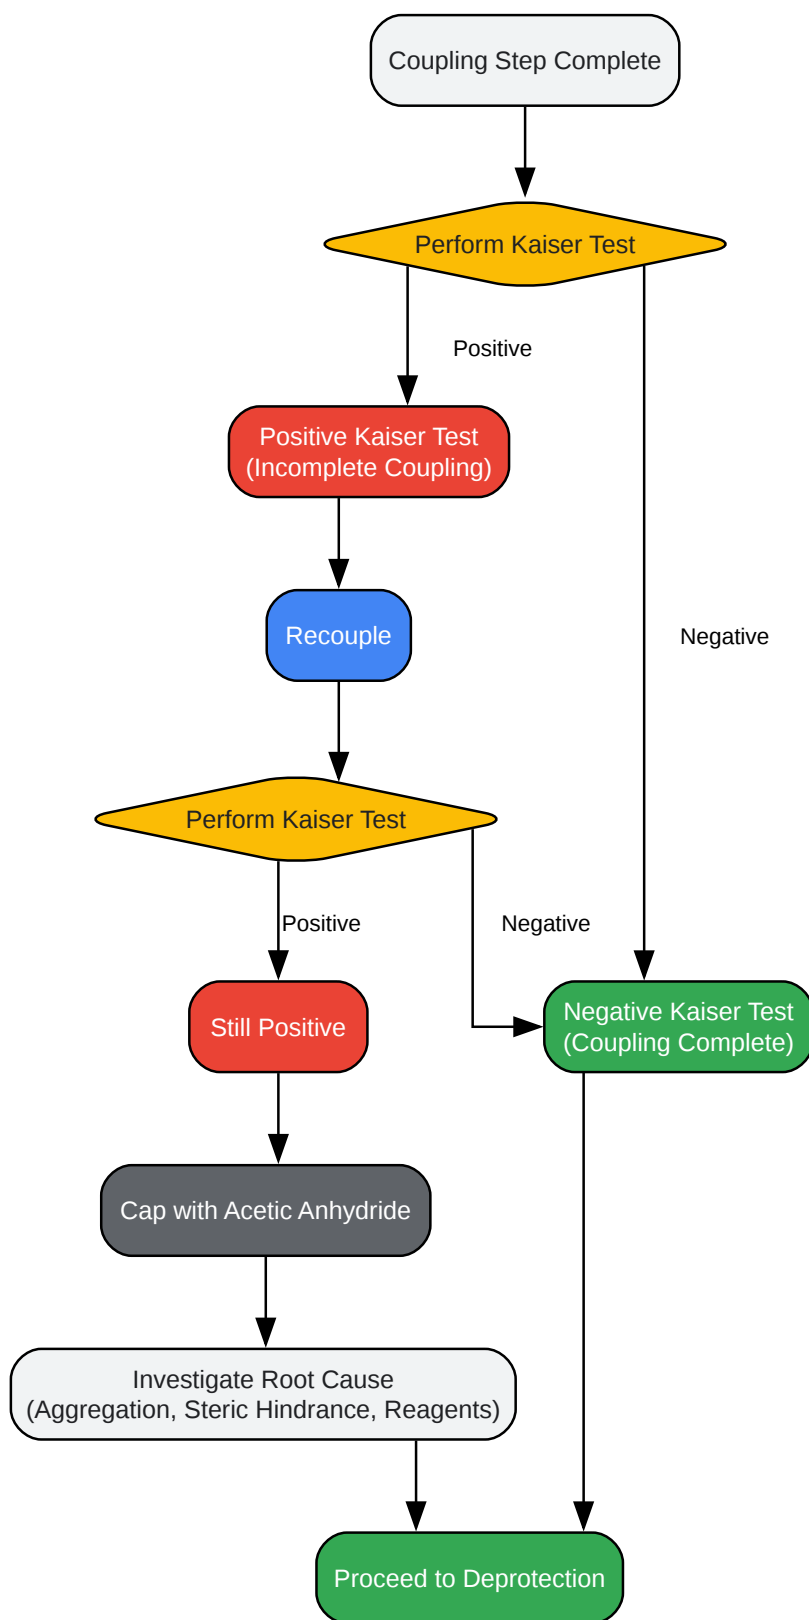 Coupling Step Complete
Perform Kaiser Test
Positive
Positive Kaiser Test
(Incomplete Coupling)
Recouple
Negative
Perform Kaiser Test
Positive
Negative
Still Positive
Negative Kaiser Test
(Coupling Complete)
Cap with Acetic Anhydride
Investigate Root Cause
(Aggregation, Steric Hindrance, Reagents)
Proceed to Deprotection